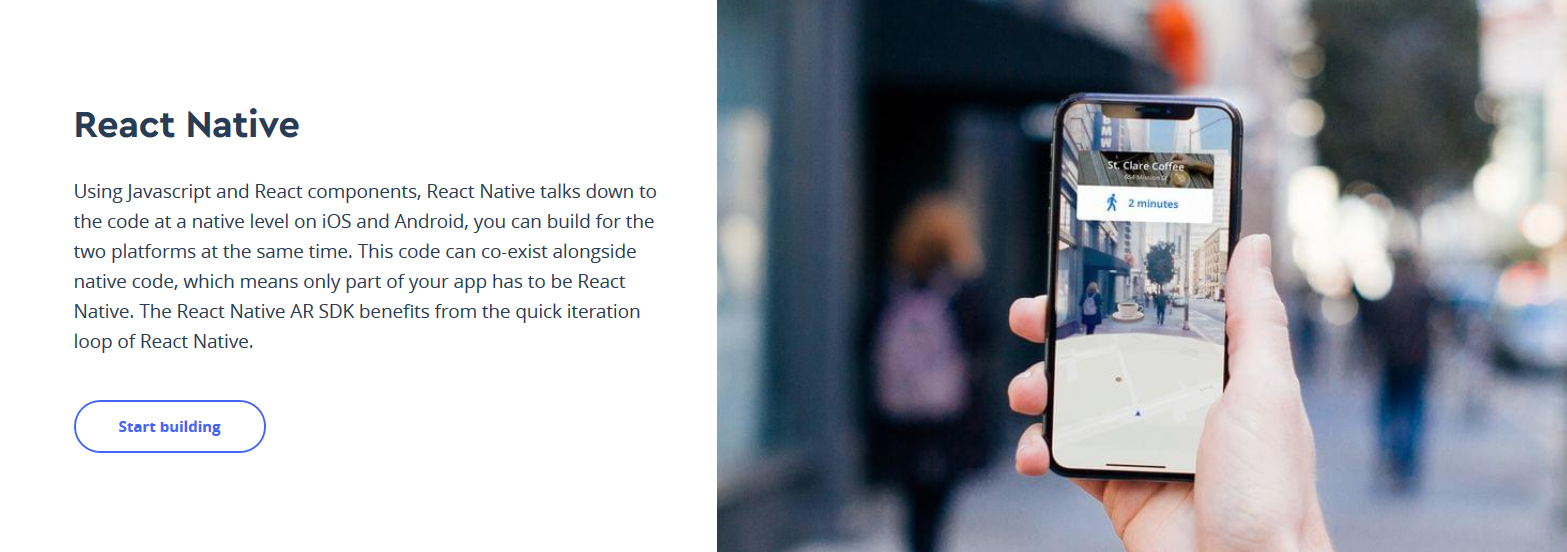 React Native
Using Javascript and React components, React Native talks down to
the code at a native level on iOS and Android, you can build for the
two platforms at the same time. This code can co-exist alongside
native code, which means only part of your app has to be React
Native. The React Native AR SDK benefits from the quick iteration
loop of React Native.
Start building
BMW
St. Clare Coffee
2 minutes